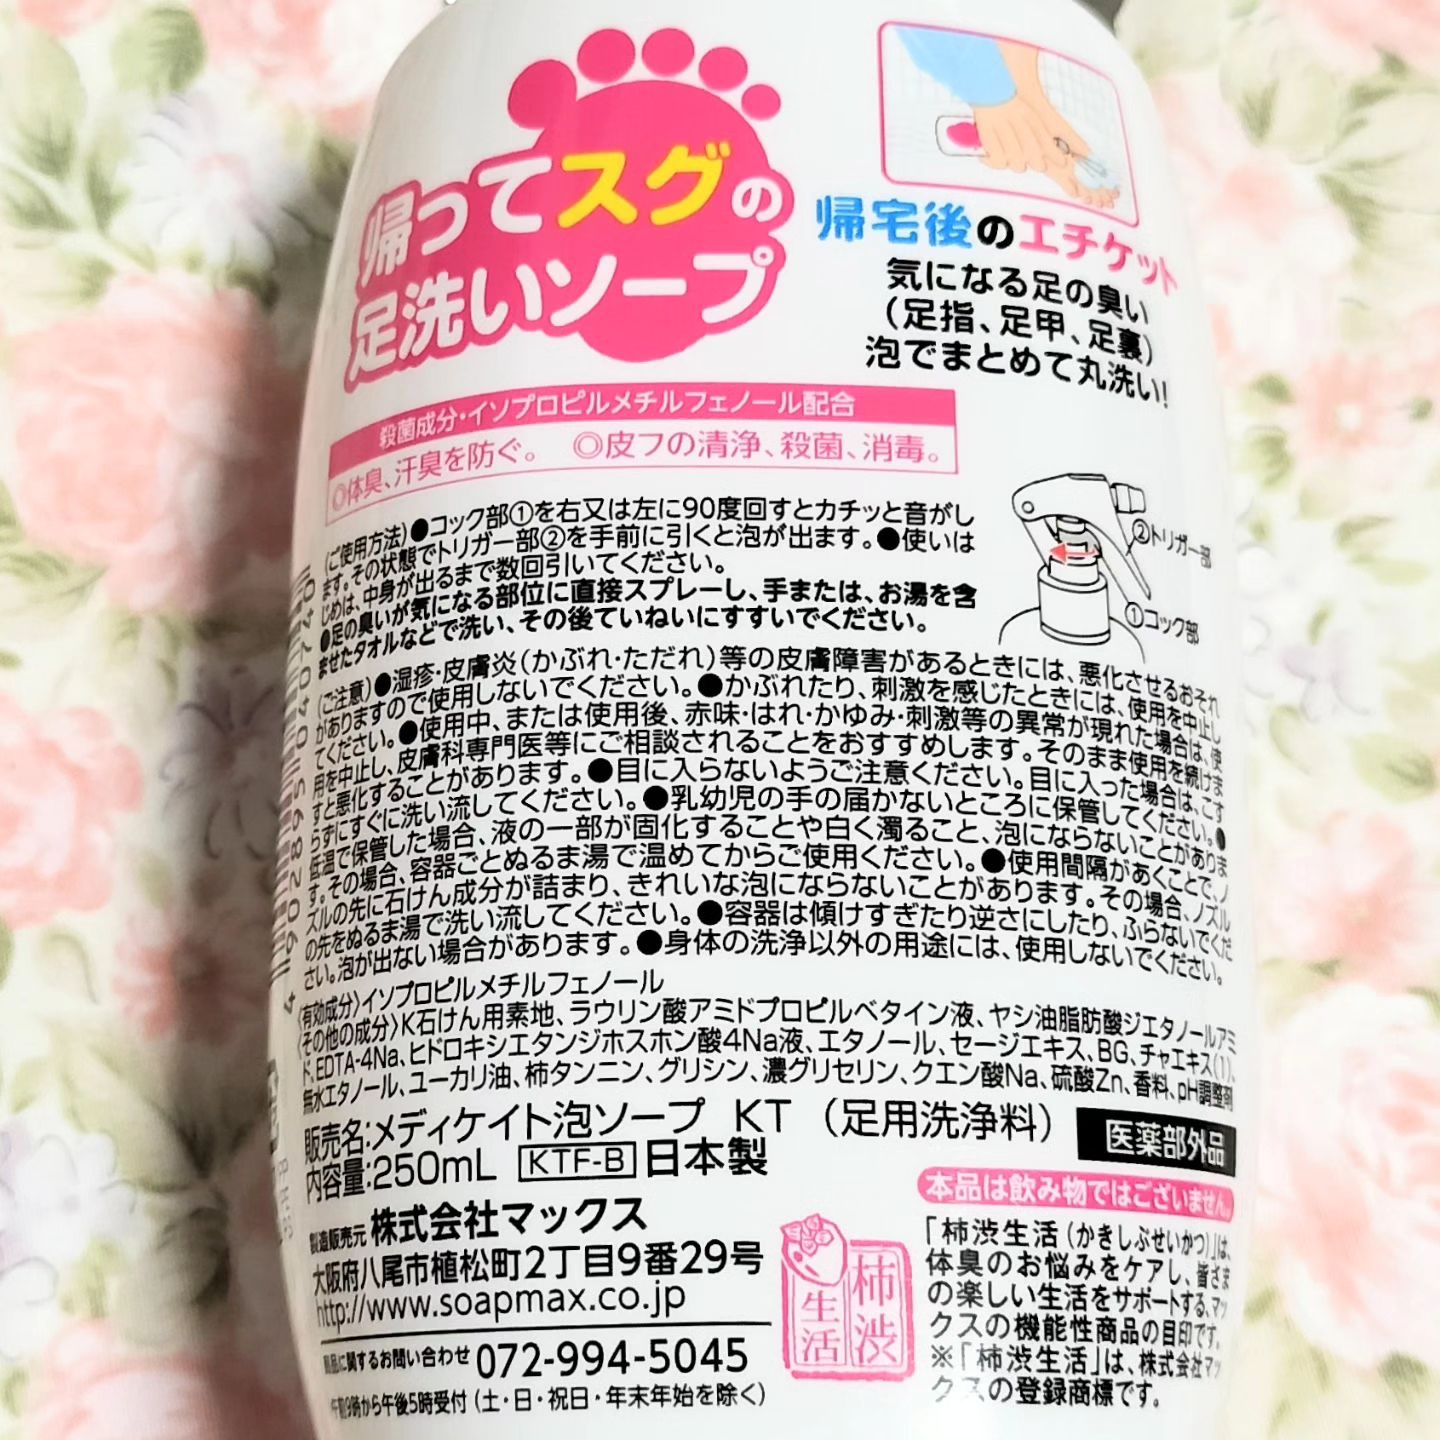 帰ってスグの
足洗いソープ
帰宅後のエチケット
気になる足の臭い
(足指、足甲、足裏)
泡でまとめて丸洗い!
殺菌成分・イソプロピルメチルフェノール配合
◎体臭、汗臭を防ぐ。 ◎皮フの清浄、殺菌、消毒。
(ご使用方法)●コック部①を右又は左に90度回すとカチッと音がし
ます。その状態でトリガー部②を手前に引くと泡が出ます。●使いは
じめは、中身が出るまで数回引いてください。
●足の臭いが気になる部位に直接スプレーし、手または、お湯を含
ませたタオルなどで洗い、その後ていねいにすすいでください。
②トリガー部
①コック部
(ご注意)●湿疹・皮膚炎(かぶれ・ただれ)等の皮膚障害があるときには、悪化させるおそれ
がありますので使用しないでください。●かぶれたり、刺激を感じたときには、使用を中止し
てください。●使用中、または使用後、赤味・はれ・かゆみ・刺激等の異常が現れた場合は、使
用を中止し、皮膚科専門医等にご相談されることをおすすめします。そのまま使用を続けま
すと悪化することがあります。●目に入らないようご注意ください。目に入った場合は、こす
らずにすぐに洗い流してください。●乳幼児の手の届かないところに保管してください。●
低温で保管した場合、液の一部が固化することや白く濁ること、泡にならないことがありま
す。その場合、容器ごとぬるま湯で温めてからご使用ください。●使用間隔があくことで、ノ
ズルの先に石けん成分が詰まり、きれいな泡にならないことがあります。その場合、ノズル
の先をぬるま湯で洗い流してください。●容器は傾けすぎたり逆さにしたり、ふらないでくだ
さい。泡が出ない場合があります。●身体の洗浄以外の用途には、使用しないでください。
〈有効成分〉イソプロピルメチルフェノール
〈その他の成分〉K石けん用素地、ラウリン酸アミドプロピルベタイン液、ヤシ油脂肪酸ジエタノールアミ
ド、EDTA-4Na、ヒドロキシエタンジホスホン酸4Na液、エタノール、セージエキス、BG、チャエキス(1)、
無水エタノール、ユーカリ油、柿タンニン、グリシン、濃グリセリン、クエン酸Na、硫酸Zn、香料、pH調整剤
販売名:メディケイト泡ソープ KT (足用洗浄料)
医薬部外品
内容量:250mL KTF-B 日本製
製造販売元 株式会社マックス
大阪府八尾市植松町2丁目9番29号
http://www.soapmax.co.jp
商品に関するお問い合わせ 072-994-5045
午前9時から午後5時受付(土・日・祝日・年末年始を除く)
柿渋
生活
本品は飲み物ではございません。
「柿渋生活(かきしぶせいかつ)」は、
体臭のお悩みをケアし、皆さま
の楽しい生活をサポートする、マッ
クスの機能性商品の目印です。
※「柿渋生活」は、株式会社マッ
クスの登録商標です。